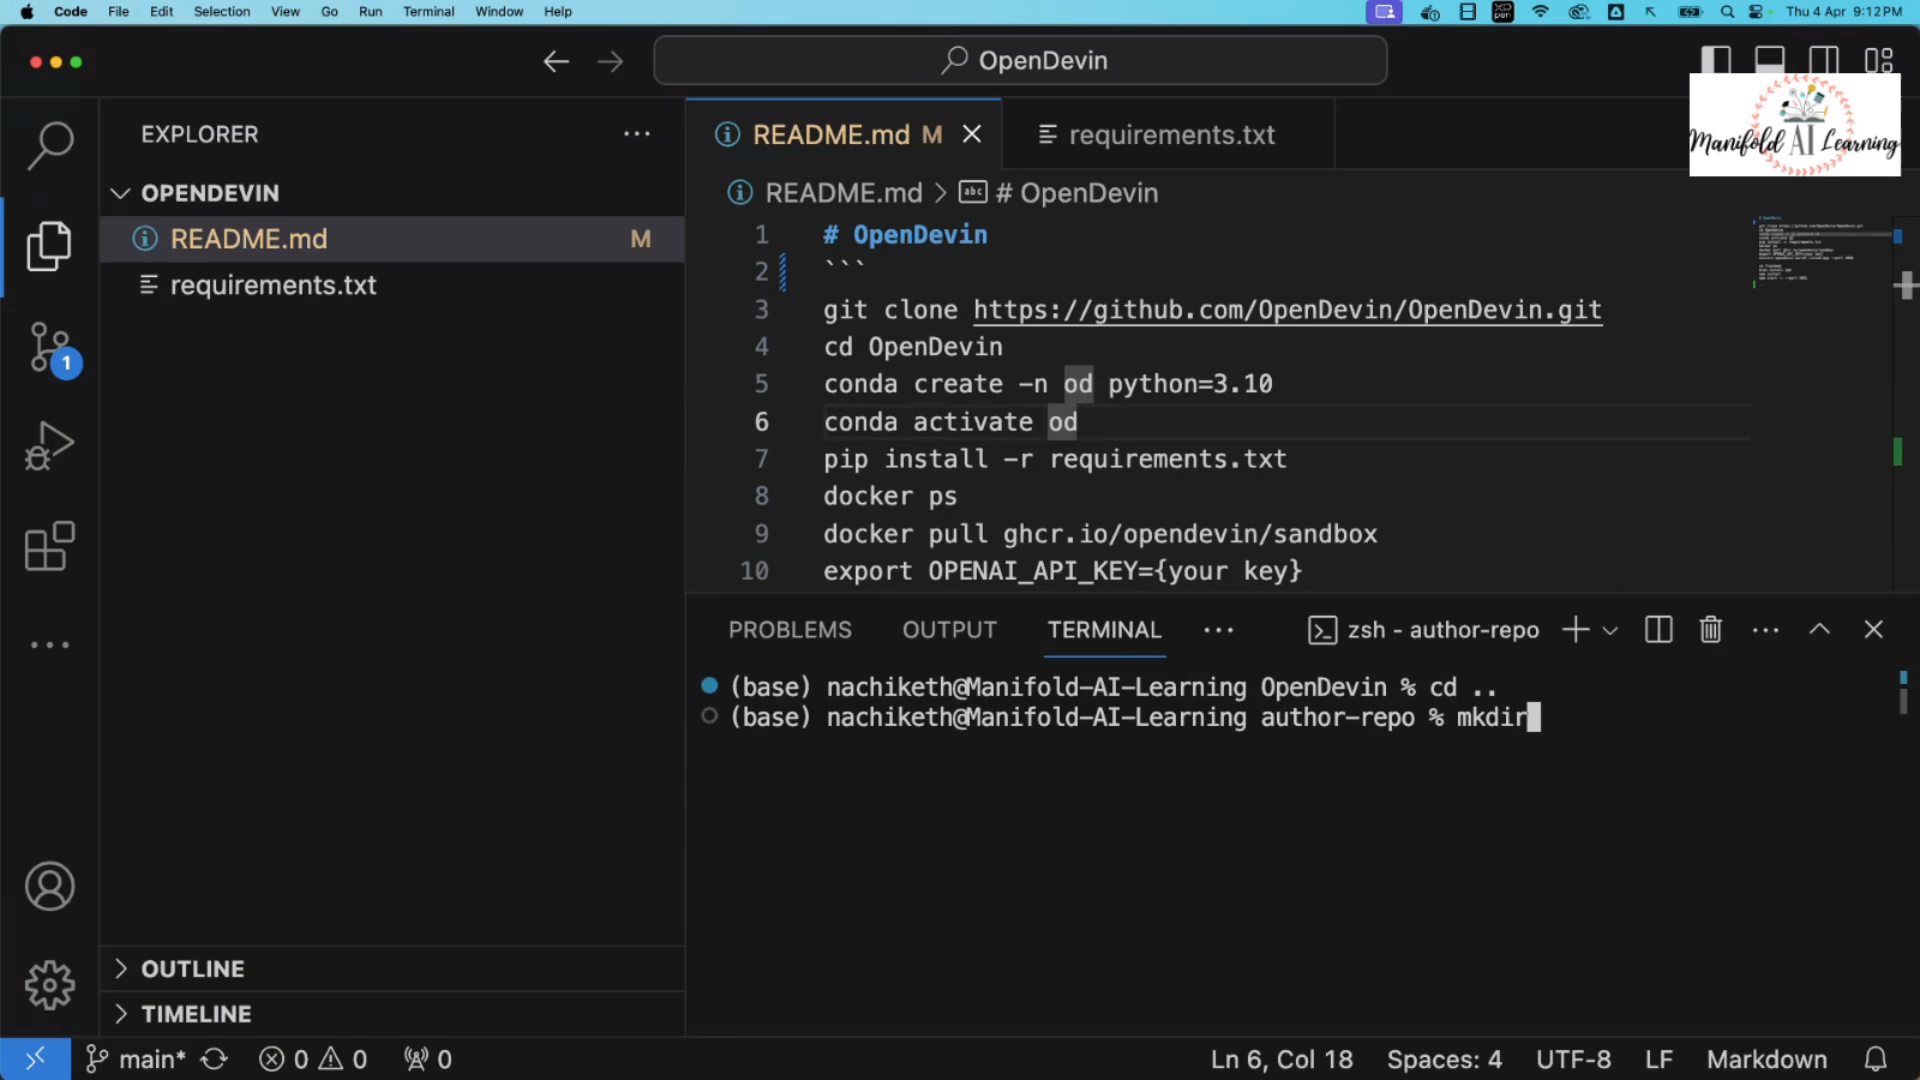 Code File Edit Selection View Go Run Terminal Window Help
Thu 4 Apr 9:12 PM
OpenDevin
Manifold AI Learning
EXPLORER
OPENDEVIN
README.md M
requirements.txt
README.md M
requirements.txt
README.md > # OpenDevin
1 # OpenDevin
2 ```
3 git clone https://github.com/OpenDevin/OpenDevin.git
4 cd OpenDevin
5 conda create -n od python=3.10
6 conda activate od
7 pip install -r requirements.txt
8 docker ps
9 docker pull ghcr.io/opendevin/sandbox
10 export OPENAI_API_KEY={your key}
1
PROBLEMS OUTPUT TERMINAL
zsh - author-repo
(base) nachiketh@Manifold-AI-Learning OpenDevin % cd ..
(base) nachiketh@Manifold-AI-Learning author-repo % mkdir
OUTLINE
TIMELINE
main* 0 0 0
Ln 6, Col 18 Spaces: 4 UTF-8 LF Markdown